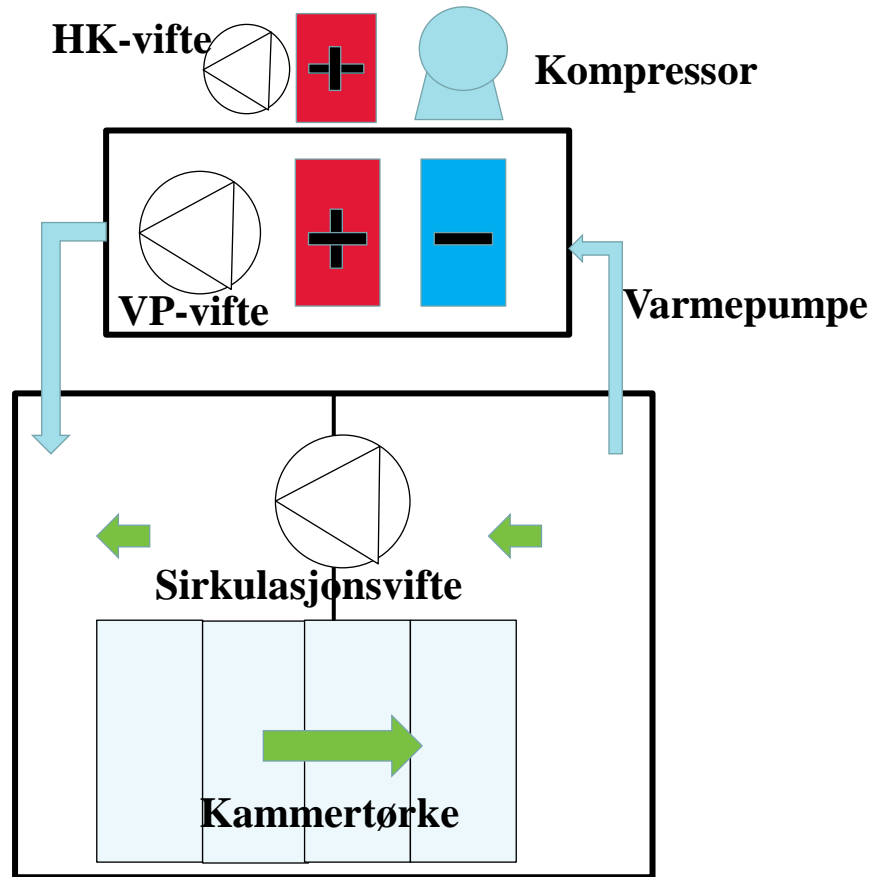 HK-vifte
Kompressor
VP-vifte
Varmepumpe
Sirkulasjonsvifte
Kammertørke